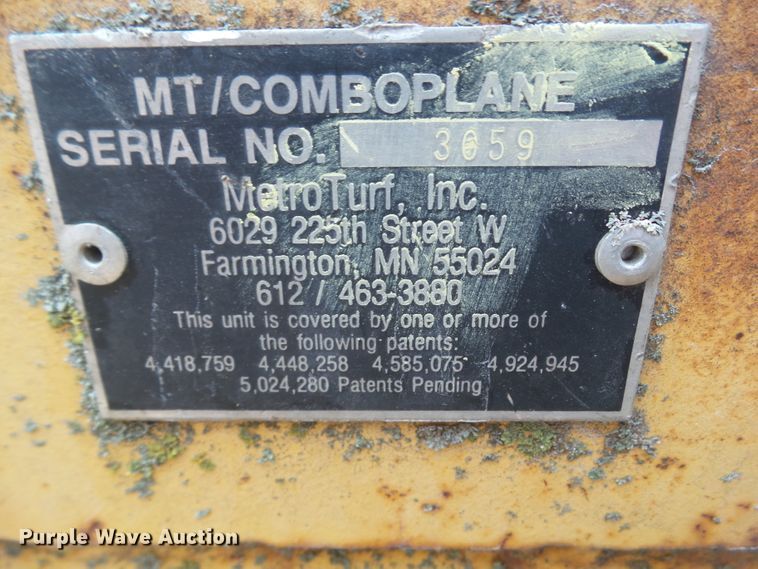 MT/COMBOPLANE
SERIAL NO. 3059
MetroTurf, Inc.
6029 225th Street W
Farmington, MN 55024
612 / 463-3880
This unit is covered by one or more of
the following patents:
4,418,759 4,448,258 4,585,075 4,924,945
5,024,280 Patents Pending
Purple Wave Auction